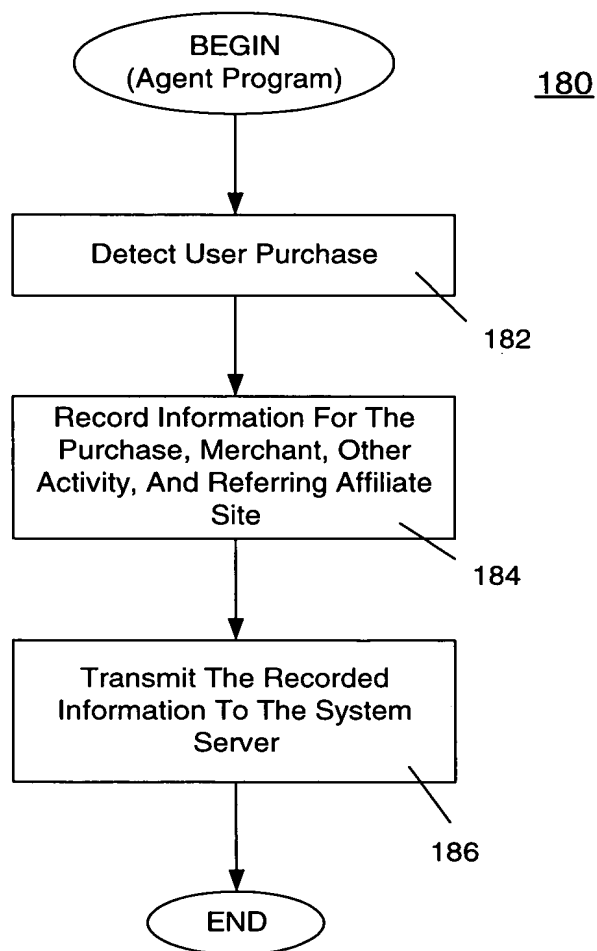 BEGIN
(Agent Program)
180
Detect User Purchase
182
Record Information For The
Purchase, Merchant, Other
Activity, And Referring Affiliate
Site
184
Transmit The Recorded
Information To The System
Server
186
END